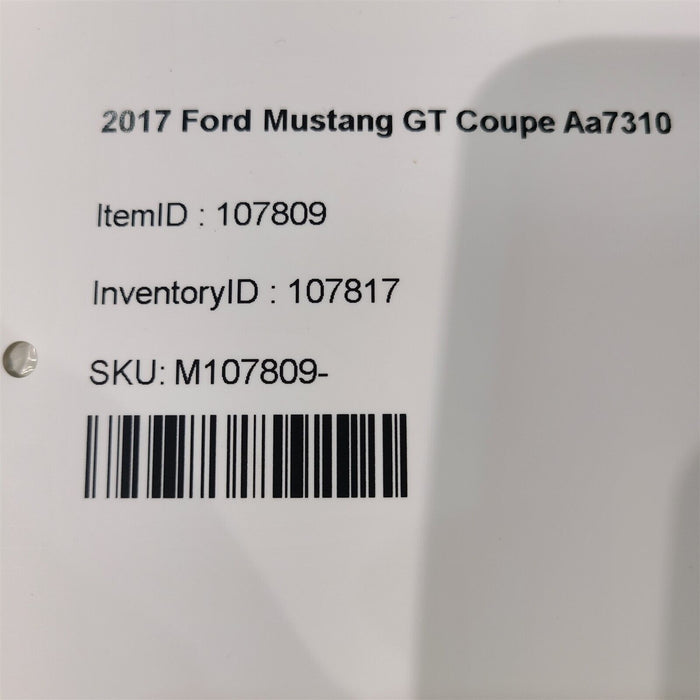 2017 Ford Mustang GT Coupe Aa7310
ItemID : 107809
InventoryID : 107817
SKU: M107809-